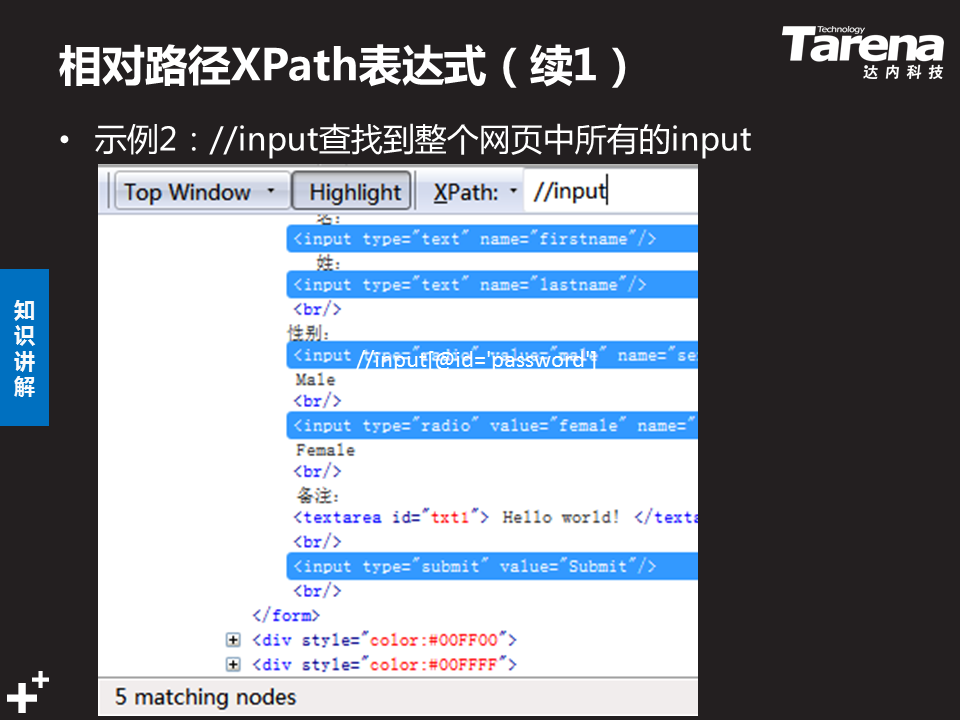 相对路径XPath表达式（续1）
Technology
Tarena
达内科技
• 示例2：//input查找到整个网页中所有的input
Top Window Highlight XPath: //input
名:
<input type="text" name="firstname"/>
姓:
<input type="text" name="lastname"/>
<br/>
性别:
<input type="radio" value="male" name="se
//input[@id='password']
Male
<br/>
<input type="radio" value="female" name="
Female
<br/>
备注:
<textarea id="txt1"> Hello world! </texta
<br/>
<input type="submit" value="Submit"/>
<br/>
</form>
<div style="color:#00FF00">
<div style="color:#00FFFF">
5 matching nodes
知识讲解